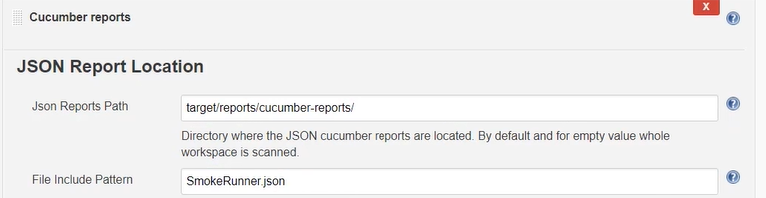 X
Cucumber reports
JSON Report Location
Json Reports Path
target/reports/cucumber-reports/
Directory where the JSON cucumber reports are located. By default and for empty value whole
workspace is scanned.
File Include Pattern
SmokeRunner.json